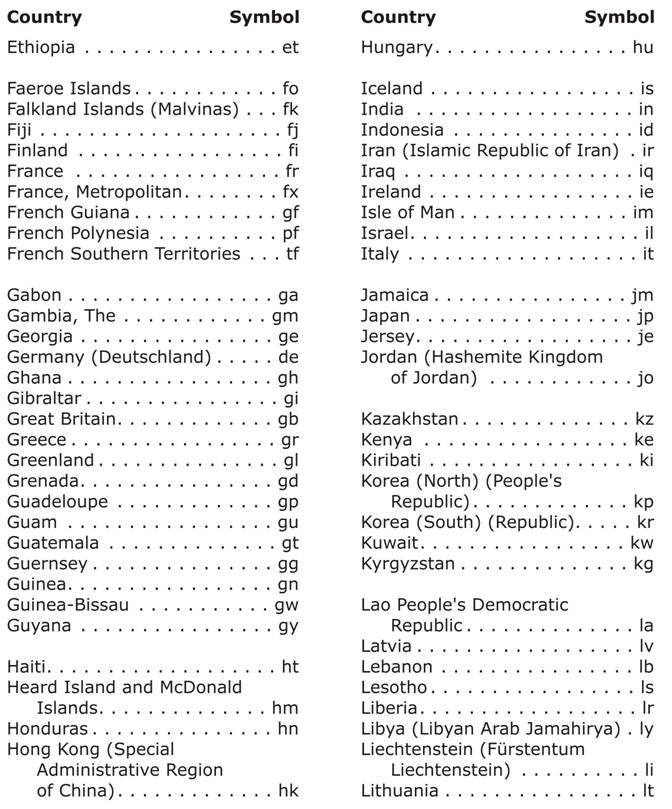 Country Symbol
Ethiopia . . . . . . . . . . . . . . . . . et
Faeroe Islands . . . . . . . . . . . . fo
Falkland Islands (Malvinas) . . . fk
Fiji . . . . . . . . . . . . . . . . . . . . . fj
Finland . . . . . . . . . . . . . . . . . . fi
France . . . . . . . . . . . . . . . . . fr
France, Metropolitan. . . . . . . . fx
French Guiana . . . . . . . . . . . . gf
French Polynesia . . . . . . . . . . pf
French Southern Territories . . . tf
Gabon . . . . . . . . . . . . . . . . . . ga
Gambia, The . . . . . . . . . . . . . gm
Georgia . . . . . . . . . . . . . . . . . ge
Germany (Deutschland) . . . . . de
Ghana . . . . . . . . . . . . . . . . . . gh
Gibraltar . . . . . . . . . . . . . . . . . gi
Great Britain. . . . . . . . . . . . . . gb
Greece . . . . . . . . . . . . . . . . . . gr
Greenland . . . . . . . . . . . . . . . . gl
Grenada. . . . . . . . . . . . . . . . . gd
Guadeloupe . . . . . . . . . . . . . . gp
Guam . . . . . . . . . . . . . . . . . . gu
Guatemala . . . . . . . . . . . . . . . gt
Guernsey . . . . . . . . . . . . . . . . gg
Guinea. . . . . . . . . . . . . . . . . . gn
Guinea-Bissau . . . . . . . . . . . . gw
Guyana . . . . . . . . . . . . . . . . . gy
Haiti. . . . . . . . . . . . . . . . . . . . ht
Heard Island and McDonald
Islands. . . . . . . . . . . . . . . hm
Honduras . . . . . . . . . . . . . . . . hn
Hong Kong (Special
Administrative Region
of China) . . . . . . . . . . . . . . hk
Country Symbol
Hungary. . . . . . . . . . . . . . . . . hu
Iceland . . . . . . . . . . . . . . . . . is
India . . . . . . . . . . . . . . . . . . in
Indonesia . . . . . . . . . . . . . . . . id
Iran (Islamic Republic of Iran) . ir
Iraq . . . . . . . . . . . . . . . . . . . iq
Ireland . . . . . . . . . . . . . . . . . ie
Isle of Man . . . . . . . . . . . . . . . im
Israel. . . . . . . . . . . . . . . . . . . il
Italy . . . . . . . . . . . . . . . . . . . it
Jamaica . . . . . . . . . . . . . . . . . jm
Japan . . . . . . . . . . . . . . . . . . jp
Jersey. . . . . . . . . . . . . . . . . . je
Jordan (Hashemite Kingdom
of Jordan) . . . . . . . . . . . . . jo
Kazakhstan . . . . . . . . . . . . . . kz
Kenya . . . . . . . . . . . . . . . . . ke
Kiribati . . . . . . . . . . . . . . . . . ki
Korea (North) (People's
Republic) . . . . . . . . . . . . . . kp
Korea (South) (Republic). . . . . kr
Kuwait. . . . . . . . . . . . . . . . . . kw
Kyrgyzstan . . . . . . . . . . . . . . . kg
Lao People's Democratic
Republic . . . . . . . . . . . . . . . la
Latvia . . . . . . . . . . . . . . . . . . lv
Lebanon . . . . . . . . . . . . . . . . lb
Lesotho . . . . . . . . . . . . . . . . . ls
Liberia. . . . . . . . . . . . . . . . . . lr
Libya (Libyan Arab Jamahirya) . ly
Liechtenstein (Fürstentum
Liechtenstein) . . . . . . . . . . li
Lithuania . . . . . . . . . . . . . . . . lt